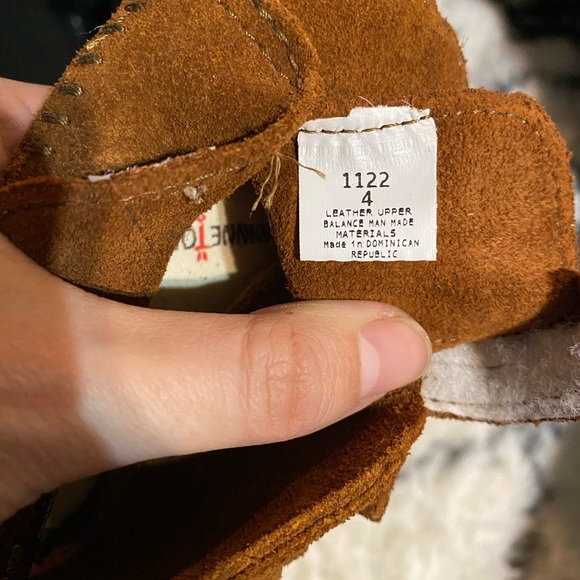 1122
4
LEATHER UPPER
BALANCE MAN MADE
MATERIALS
Made in DOMINICAN
REPUBLIC